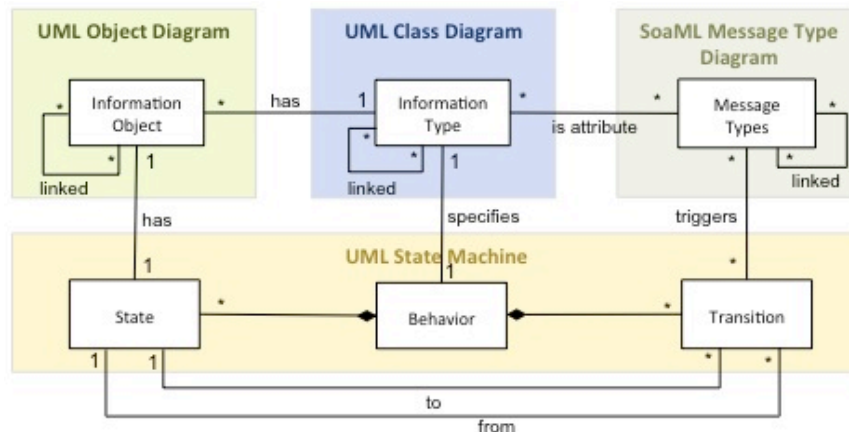 UML Object Diagram
UML Class Diagram
SoaML Message Type
Diagram
Information
Object
* has 1
Information
Type
* is attribute *
Message
Types
*
*
linked
*
*
linked
*
*
linked
1
has
1
1
specifies
1
*
triggers
*
UML State Machine
State
*
Behavior
*
Transition
1
1
*
*
to
from